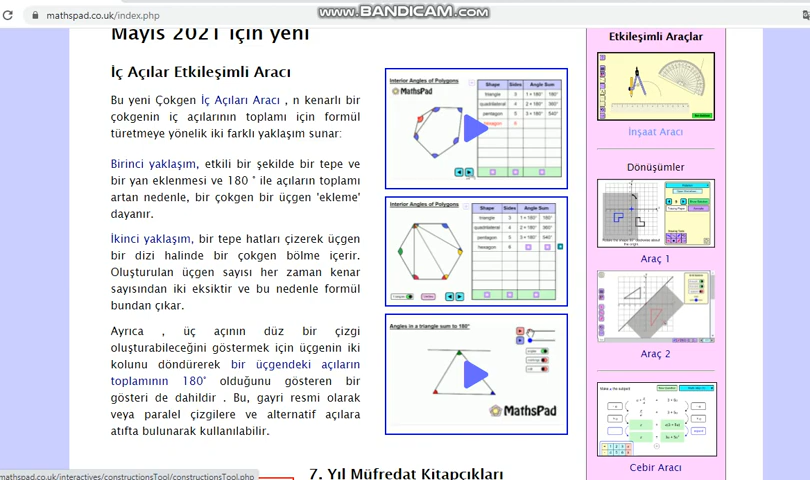 mathspad.co.uk/index.php
www.BANDICAM.com
Mayıs 2021 için yeni
İç Açılar Etkileşimli Aracı
Bu yeni Çokgen İç Açıları Aracı , n kenarlı bir
çokgenin iç açılarının toplamı için formül
türetmeye yönelik iki farklı yaklaşım sunar:
Birinci yaklaşım, etkili bir şekilde bir tepe ve
bir yan eklenmesi ve 180 ° ile açıların toplamı
artan nedenle, bir çokgen bir üçgen 'ekleme'
dayanır.
İkinci yaklaşım, bir tepe hatları çizerek üçgen
bir dizi halinde bir çokgen bölme içerir.
Oluşturulan üçgen sayısı her zaman kenar
sayısından iki eksiktir ve bu nedenle formül
bundan çıkar.
Ayrıca , üç açının düz bir çizgi
oluşturabileceğini göstermek için üçgenin iki
kolunu döndürerek bir üçgendeki açıların
toplamının 180° olduğunu gösteren bir
gösteri de dahildir . Bu, gayri resmi olarak
veya paralel çizgilere ve alternatif açılara
atıfta bulunarak kullanılabilir.
Interior Angles of Polygons
MathsPad
Shape Sides Angle Sum
triangle 3 1 × 180° 180°
quadrilateral 4 2 × 180° 360°
pentagon 5 3 × 180° 540°
hexagon 6
Interior Angles of Polygons
Shape Sides Angle Sum
triangle 3 1 × 180° 180°
quadrilateral 4 2 × 180° 360°
pentagon 5 3 × 180° 540°
hexagon 6
Angles in a triangle sum to 180°
MathsPad
7. Yıl Müfredat Kitapçıkları
Etkileşimli Araçlar
İnşaat Aracı
Dönüşümler
Araç 1
Araç 2
Make x the subject
Cebir Aracı
mathspad.co.uk/interactives/constructionsTool/constructionsTool.php